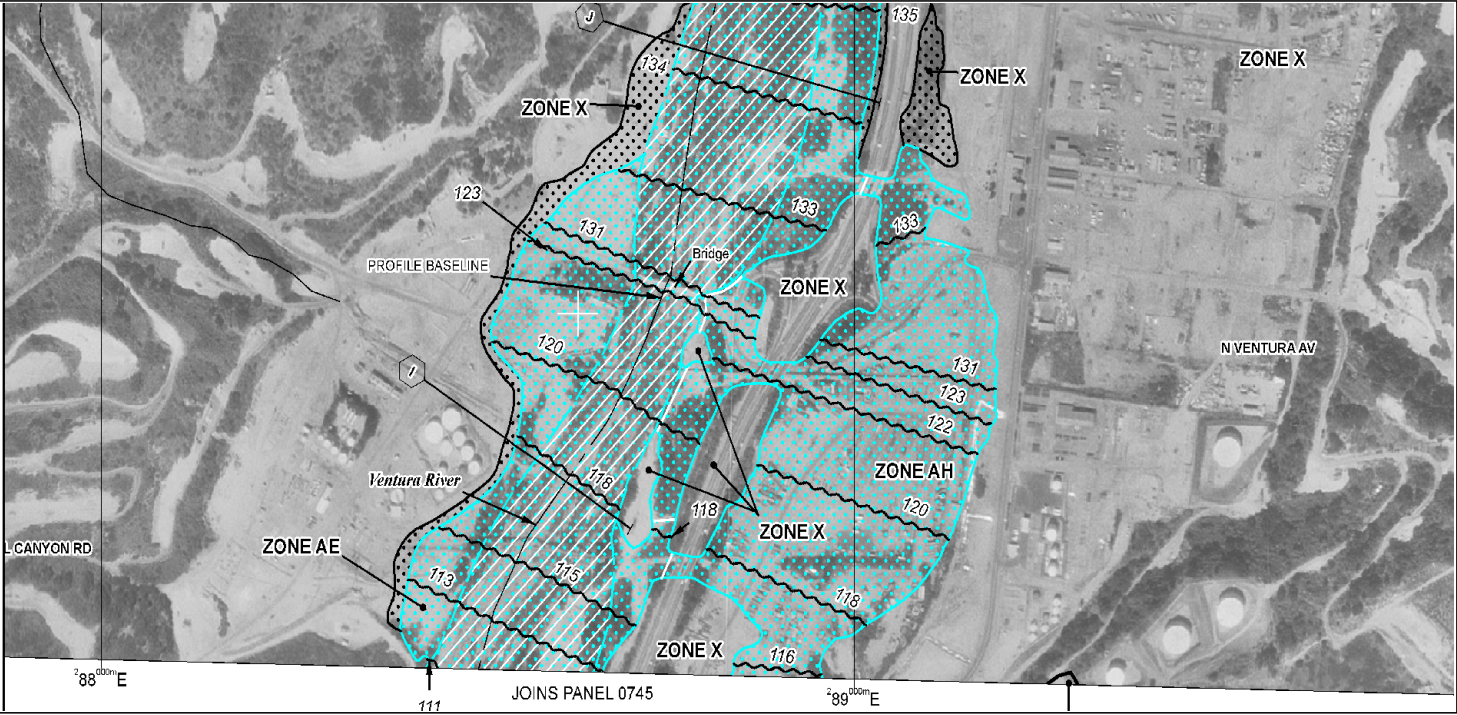 J
135
ZONE X
134
ZONE X
ZONE X
123
133
133
131
Bridge
PROFILE BASELINE
ZONE X
120
N VENTURA AV
I
131
123
122
ZONE AH
118
Ventura River
120
118
ZONE X
L CANYON RD
ZONE AE
113
115
118
ZONE X
116
²88⁰⁰⁰ᵐE
JOINS PANEL 0745
²89⁰⁰⁰ᵐE
111